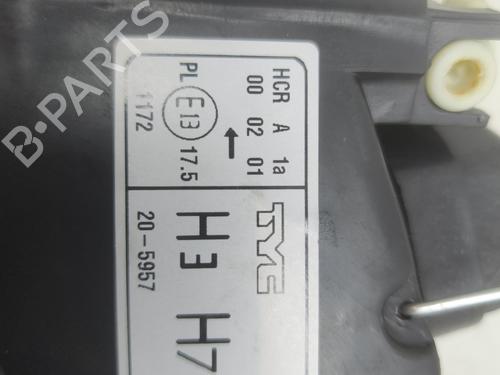 HCR A 1a
00 02 01
PL E13 17.5
1172
TYC
H3 H7
20-5957
B-PARTS